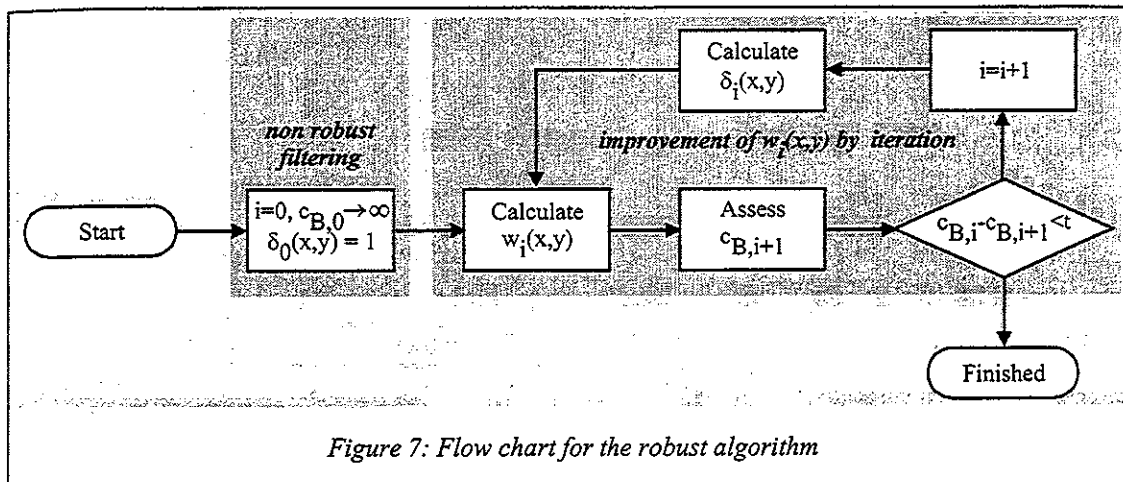 Calculate
δi(x,y)
i=i+1
non robust
filtering
improvement of wi(x,y) by iteration
Start
i=0, cB,0→∞
δ0(x,y) = 1
Calculate
wi(x,y)
Assess
cB,i+1
cB,i-cB,i+1<t
Finished
Figure 7: Flow chart for the robust algorithm